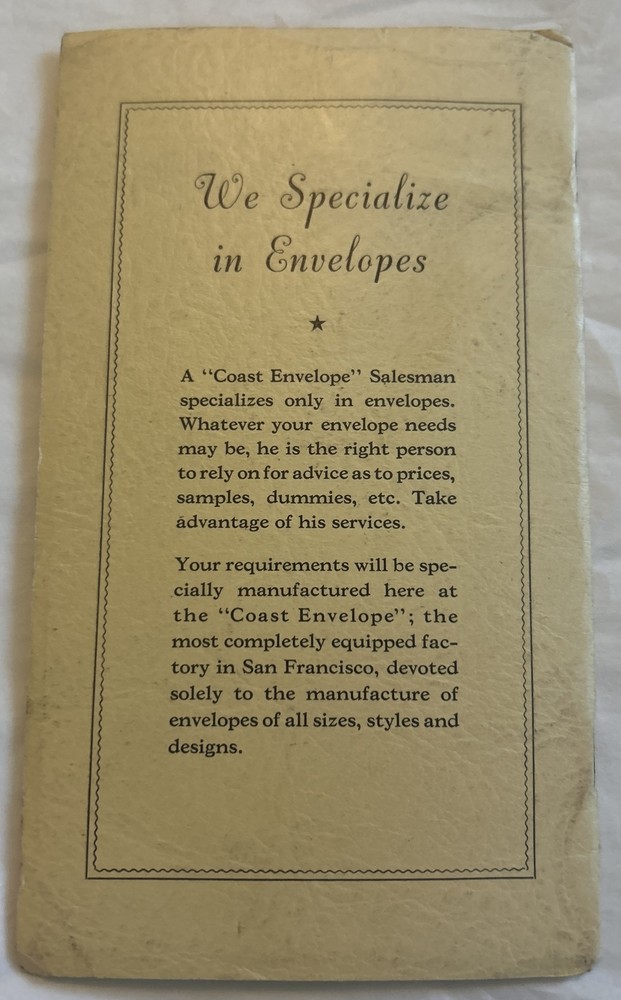 We Specialize
in Envelopes
A "Coast Envelope" Salesman
specializes only in envelopes.
Whatever your envelope needs
may be, he is the right person
to rely on for advice as to prices,
samples, dummies, etc. Take
advantage of his services.
Your requirements will be spe-
cially manufactured here at
the "Coast Envelope"; the
most completely equipped fac-
tory in San Francisco, devoted
solely to the manufacture of
envelopes of all sizes, styles and
designs.